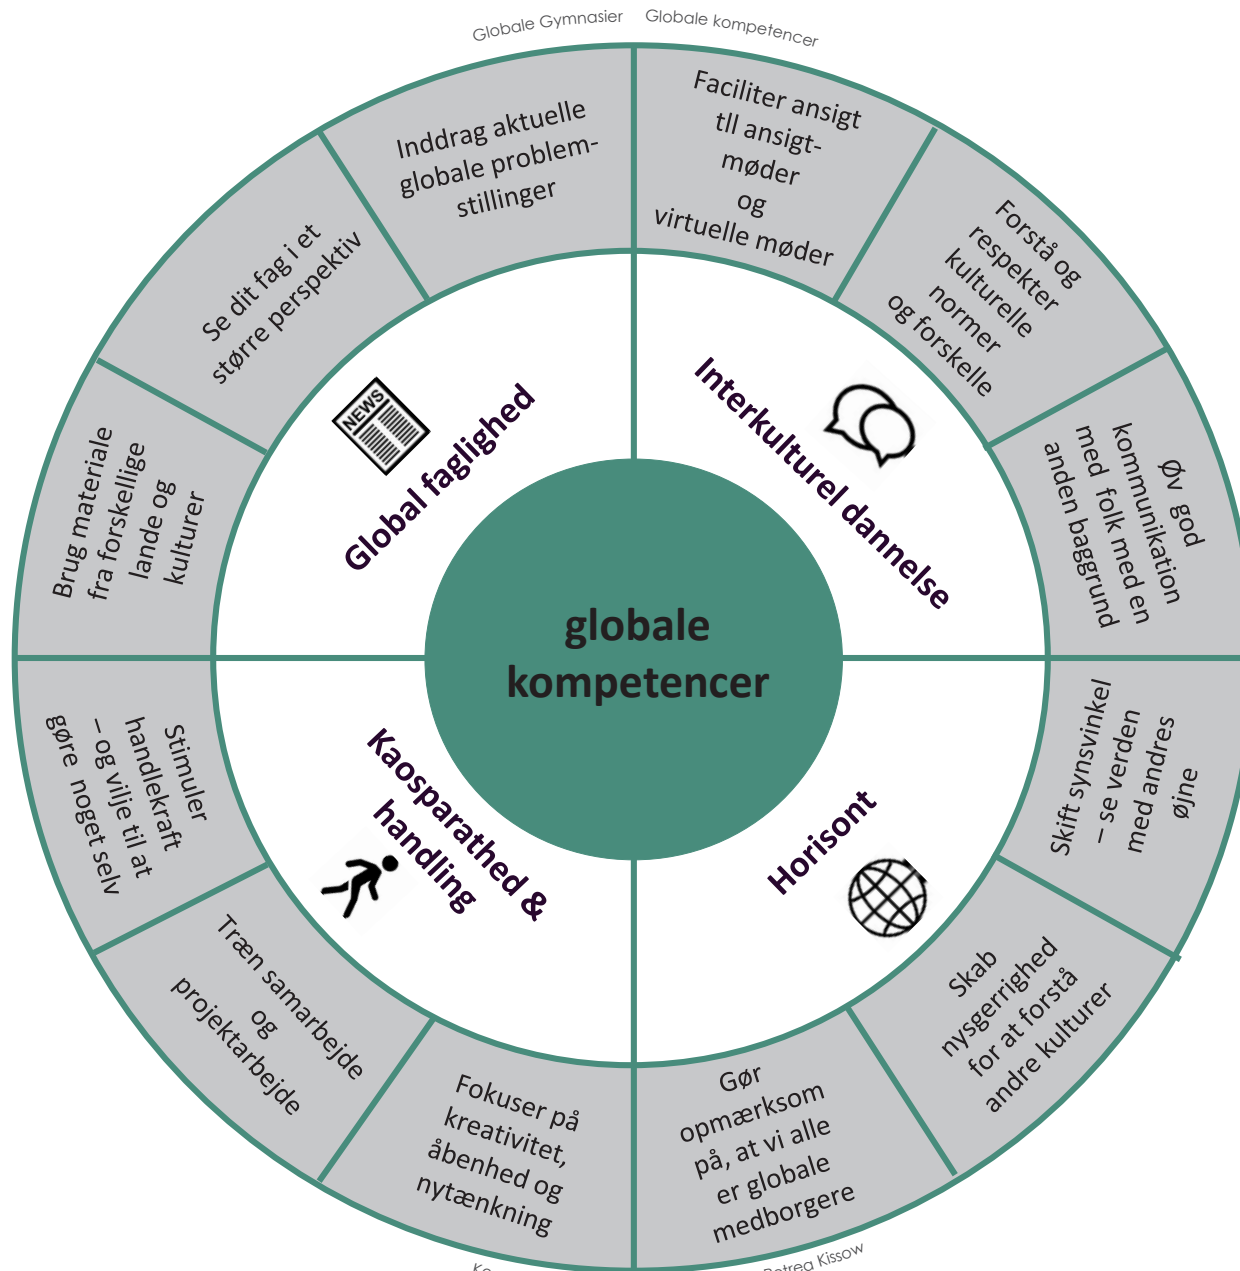 Globale Gymnasier
Globale kompetencer
Inddrag aktuelle
globale problem-
stillinger
Faciliter ansigt
tll ansigt-
møder
og
virtuelle møder
Forstå og
respekter
kulturelle
normer
og forskelle
Øv god
kommunikation
med folk med en
anden baggrund
Skift synsvinkel
– se verden
med andres
øjne
Skab
nysgerrighed
for at forstå
andre kulturer
Gør
opmærksom
på, at vi alle
er globale
medborgere
Fokuser på
kreativitet,
åbenhed og
nytænkning
Træn samarbejde
og
projektarbejde
Stimuler
handlekraft
– og vilje til at
gøre noget selv
Brug materiale
fra forskellige
lande og
kulturer
Se dit fag i et
større perspektiv
NEWS
Global faglighed
Interkulturel dannelse
Horisont
Kaosparathed &
handling
globale
kompetencer
Kissow